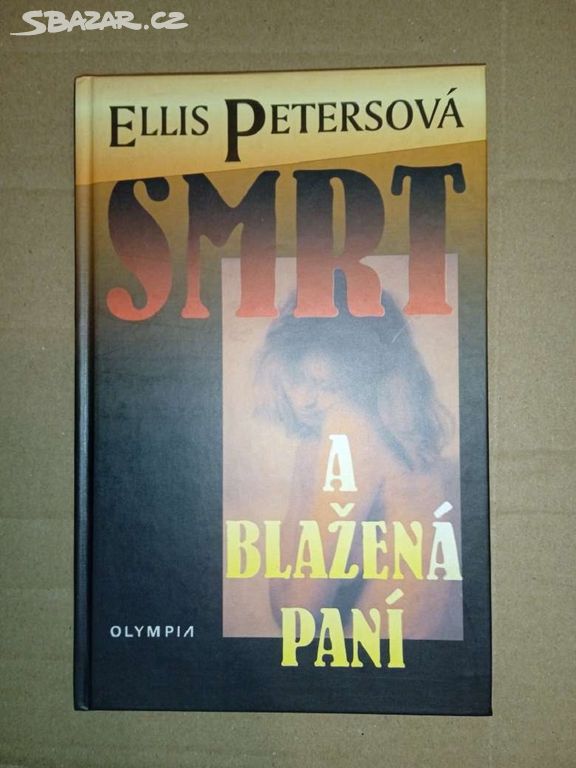 SBAZAR.CZ
ELLIS PETERSOVÁ
SMRT
A
BLAŽENÁ
PANÍ
OLYMPIA